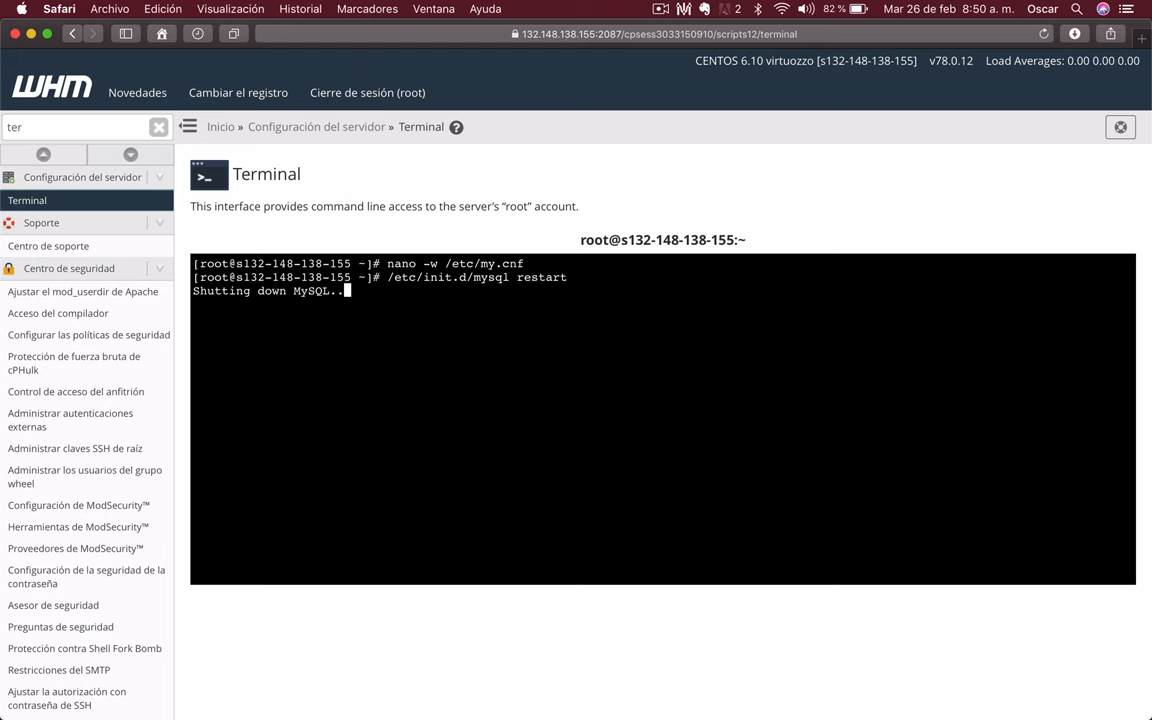 Safari Archivo Edición Visualización Historial Marcadores Ventana Ayuda 2 82 % Mar 26 de feb 8:50 a. m. Oscar
132.148.138.155:2087/cpsess3033150910/scripts12/terminal
CENTOS 6.10 virtuozzo [s132-148-138-155] v78.0.12 Load Averages: 0.00 0.00 0.00
WHM Novedades Cambiar el registro Cierre de sesión (root)
ter
Inicio » Configuración del servidor » Terminal ?
Configuración del servidor
Terminal
Soporte
Centro de soporte
Centro de seguridad
Ajustar el mod_userdir de Apache
Acceso del compilador
Configurar las políticas de seguridad
Protección de fuerza bruta de
cPHulk
Control de acceso del anfitrión
Administrar autenticaciones
externas
Administrar claves SSH de raíz
Administrar los usuarios del grupo
wheel
Configuración de ModSecurity™
Herramientas de ModSecurity™
Proveedores de ModSecurity™
Configuración de la seguridad de la
contraseña
Asesor de seguridad
Preguntas de seguridad
Protección contra Shell Fork Bomb
Restricciones del SMTP
Ajustar la autorización con
contraseña de SSH
>_ Terminal
This interface provides command line access to the server’s “root” account.
root@s132-148-138-155:~
[root@s132-148-138-155 ~]# nano -w /etc/my.cnf
[root@s132-148-138-155 ~]# /etc/init.d/mysql restart
Shutting down MySQL..